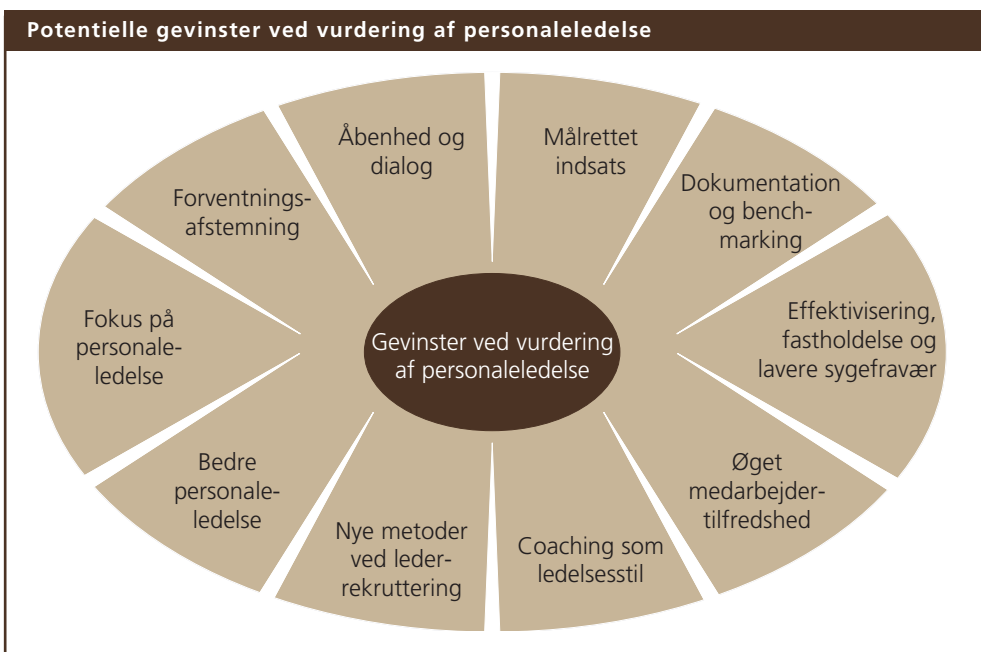 Potentielle gevinster ved vurdering af personaleledelse
Åbenhed og
dialog
Målrettet
indsats
Dokumentation
og bench-
marking
Effektivisering,
fastholdelse og
lavere sygefravær
Øget
medarbejder-
tilfredshed
Coaching som
ledelsesstil
Nye metoder
ved leder-
rekruttering
Bedre
personale-
ledelse
Fokus på
personale-
ledelse
Forventnings-
afstemning
Gevinster ved vurdering
af personaleledelse